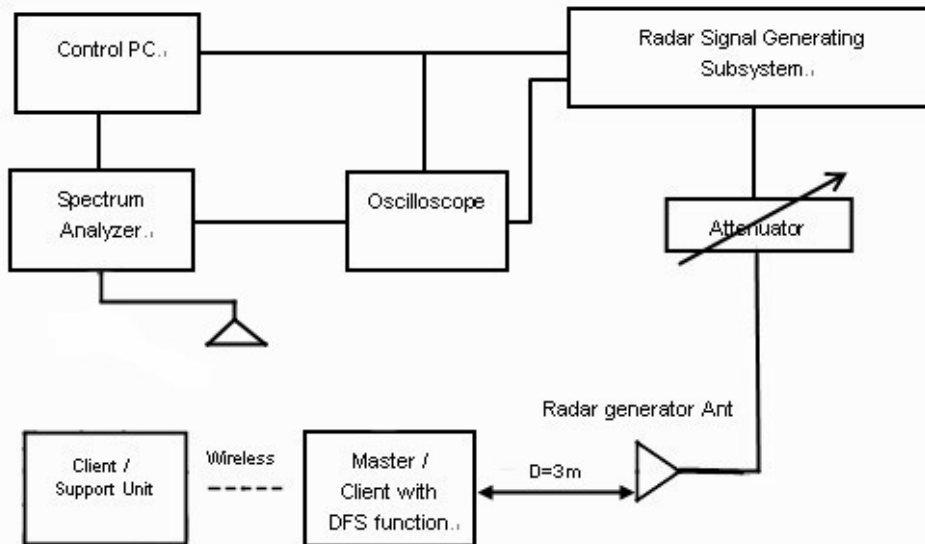 Control PC.
Radar Signal Generating
Subsystem.
Spectrum
Analyzer.
Oscilloscope
Attenuator
Radar generator Ant
Client /
Support Unit
Wireless
Master /
Client with
DFS function.
D=3m